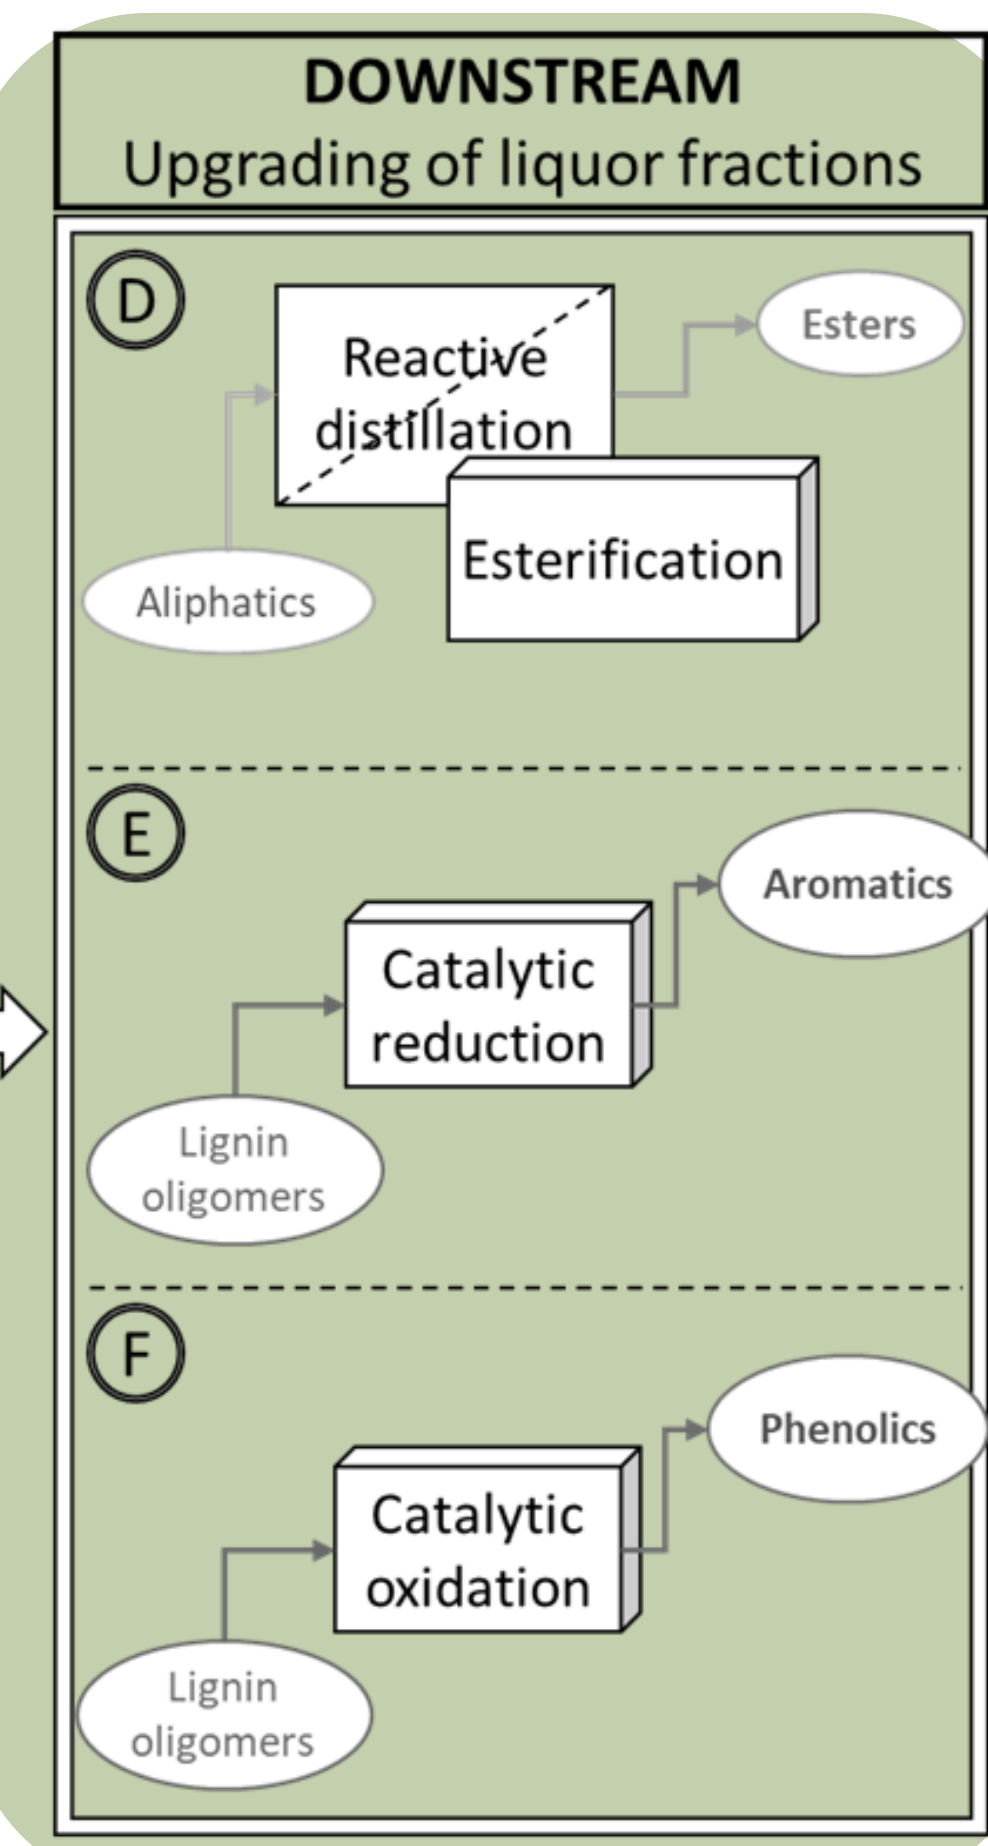 DOWNSTREAM
Upgrading of liquor fractions
D
Reactive
distillation
Esters
Esterification
Aliphatics
E
Aromatics
Catalytic
reduction
Lignin
oligomers
F
Phenolics
Catalytic
oxidation
Lignin
oligomers